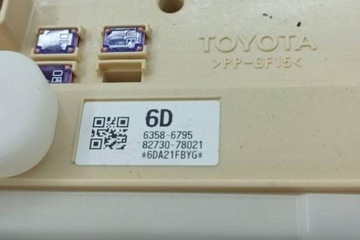 TOYOTA
>PP-GF15<
6D
6358-6795
82730-78021
*6DA21FBYG*